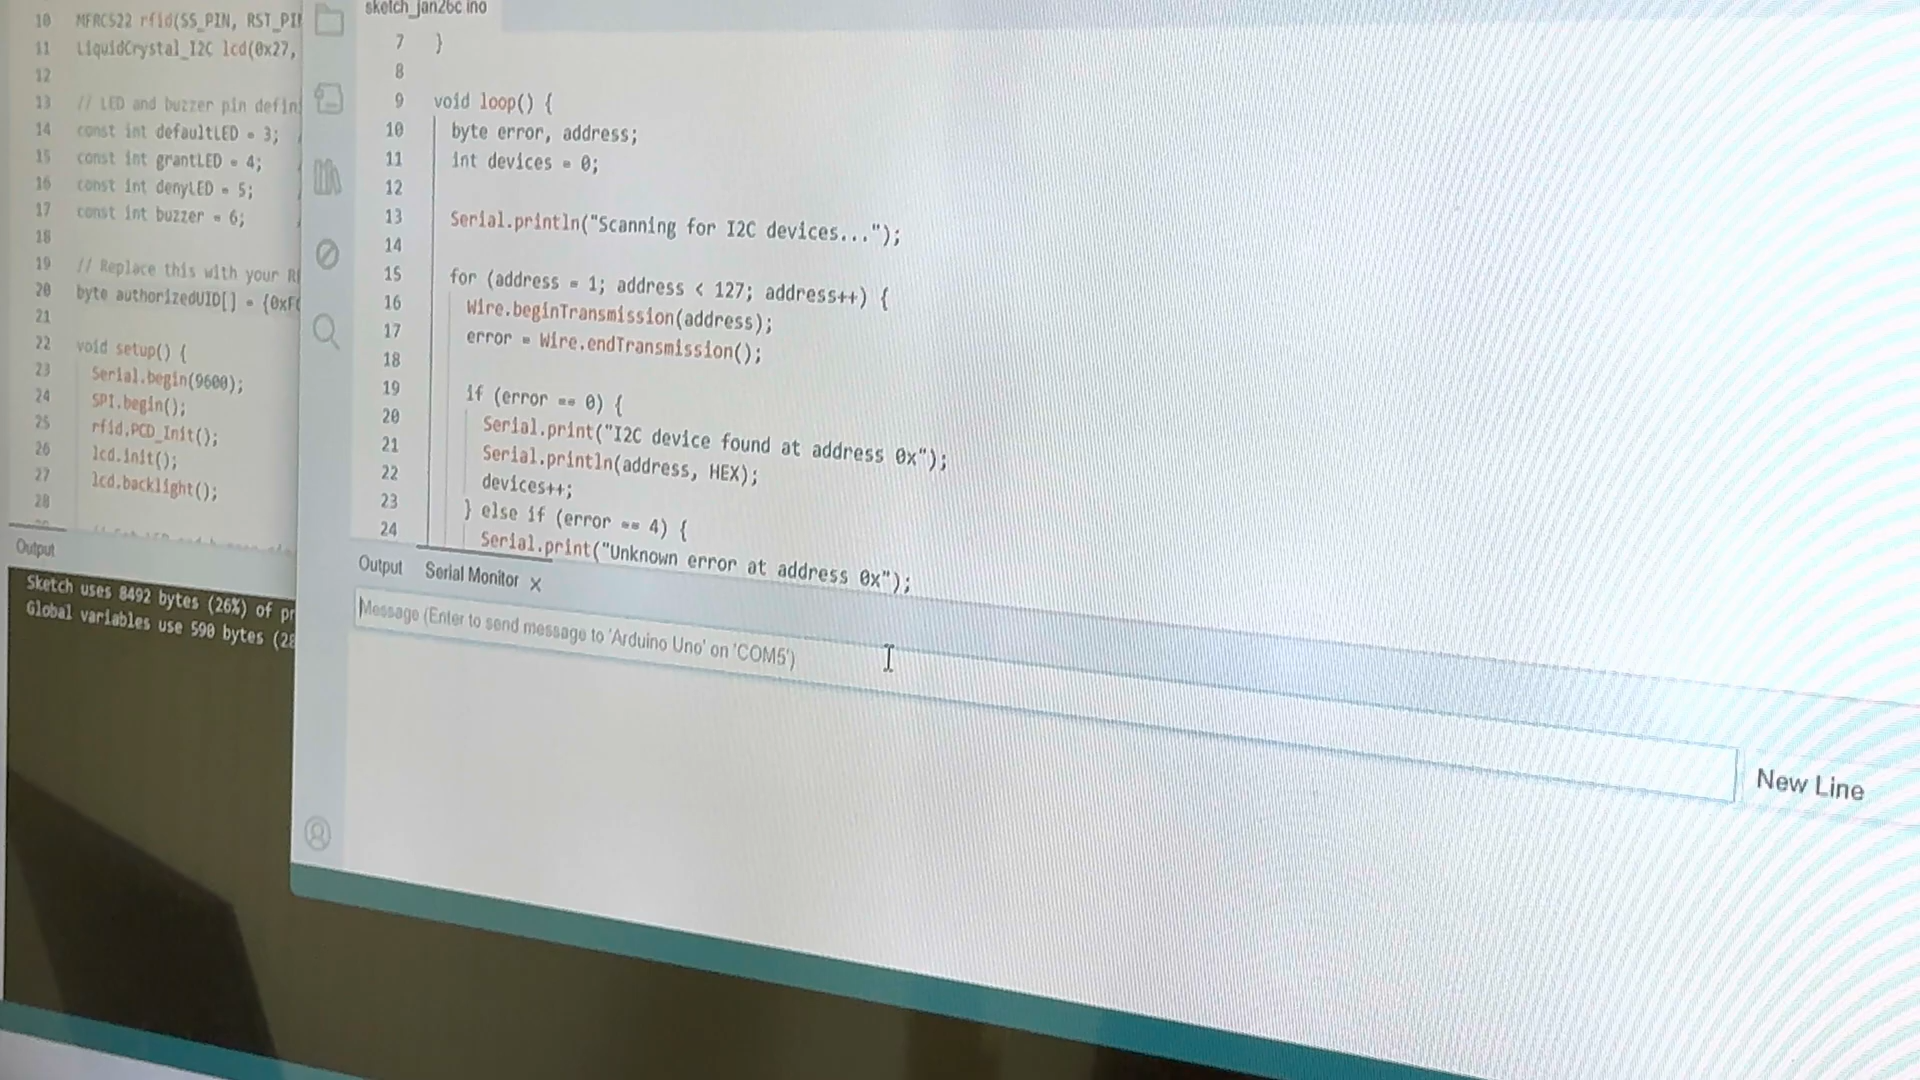 10 MFRC522 rfid(SS_PIN, RST_PI
11 LiquidCrystal_I2C lcd(0x27,
12
13 // LED and buzzer pin defin
14 const int defaultLED = 3;
15 const int grantLED = 4;
16 const int denyLED = 5;
17 const int buzzer = 6;
18
19 // Replace this with your
20 byte authorizedUID[] =
21
22 void setup() {
23 Serial.begin(9600);
24 SPI.begin();
25 rfid.PCD_Init();
26 lcd.init();
27 lcd.backlight();
28
Output
Sketch uses 8492 bytes (26%) of pr
Global variables use 590 bytes (28
sketch_jan26c.ino
7 }
8
9 void loop() {
10 byte error, address;
11 int devices = 0;
12
13 Serial.println("Scanning for I2C devices...");
14
15 for (address = 1; address < 127; address++) {
16 Wire.beginTransmission(address);
17 error = Wire.endTransmission();
18
19 if (error == 0) {
20 Serial.print("I2C device found at address 0x");
21 Serial.println(address, HEX);
22 devices++;
23 } else if (error == 4) {
24 Serial.print("Unknown error at address 0x");
Output Serial Monitor x
Message (Enter to send message to 'Arduino Uno' on 'COM5')
New Line